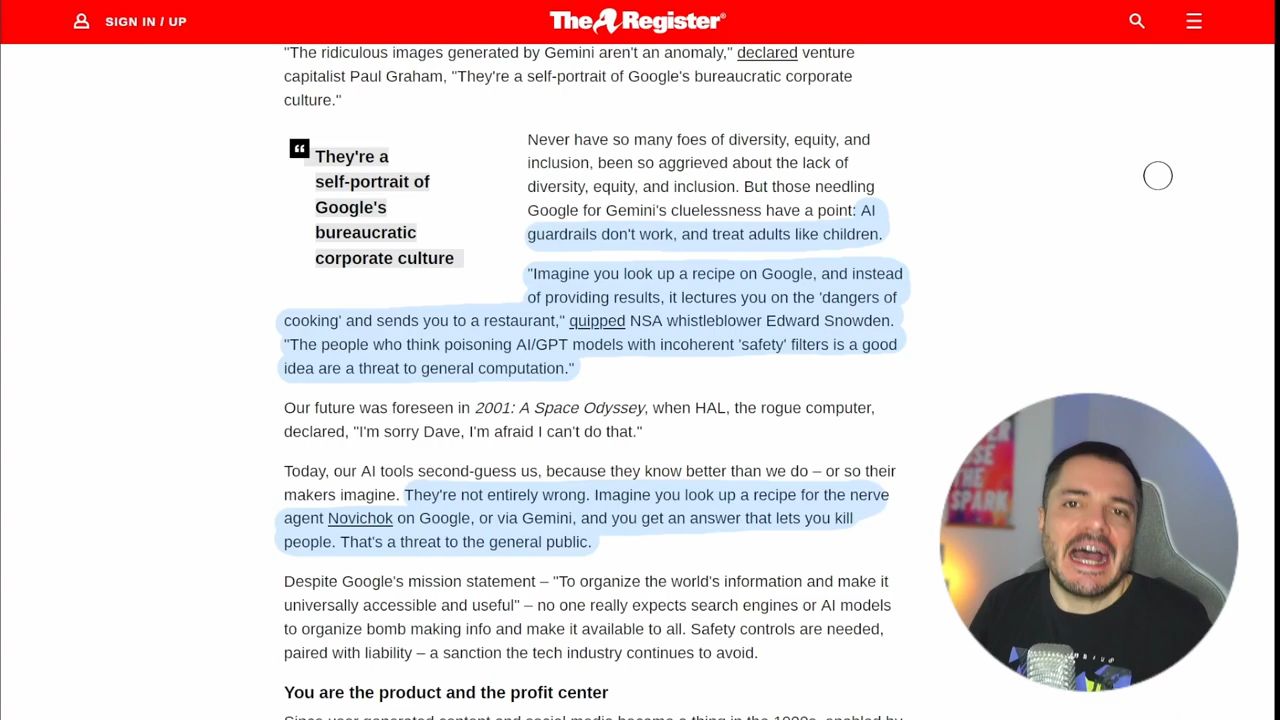 SIGN IN / UP
The Register®
"The ridiculous images generated by Gemini aren't an anomaly," declared venture
capitalist Paul Graham, "They're a self-portrait of Google's bureaucratic corporate
culture."
They're a
self-portrait of
Google's
bureaucratic
corporate culture
Never have so many foes of diversity, equity, and
inclusion, been so aggrieved about the lack of
diversity, equity, and inclusion. But those needling
Google for Gemini's cluelessness have a point: AI
guardrails don't work, and treat adults like children.
"Imagine you look up a recipe on Google, and instead
of providing results, it lectures you on the 'dangers of
cooking' and sends you to a restaurant," quipped NSA whistleblower Edward Snowden.
"The people who think poisoning AI/GPT models with incoherent 'safety' filters is a good
idea are a threat to general computation."
Our future was foreseen in 2001: A Space Odyssey, when HAL, the rogue computer,
declared, "I'm sorry Dave, I'm afraid I can't do that."
Today, our AI tools second-guess us, because they know better than we do – or so their
makers imagine. They're not entirely wrong. Imagine you look up a recipe for the nerve
agent Novichok on Google, or via Gemini, and you get an answer that lets you kill
people. That's a threat to the general public.
Despite Google's mission statement – "To organize the world's information and make it
universally accessible and useful" – no one really expects search engines or AI models
to organize bomb making info and make it available to all. Safety controls are needed,
paired with liability – a sanction the tech industry continues to avoid.
You are the product and the profit center
THE
SPARK